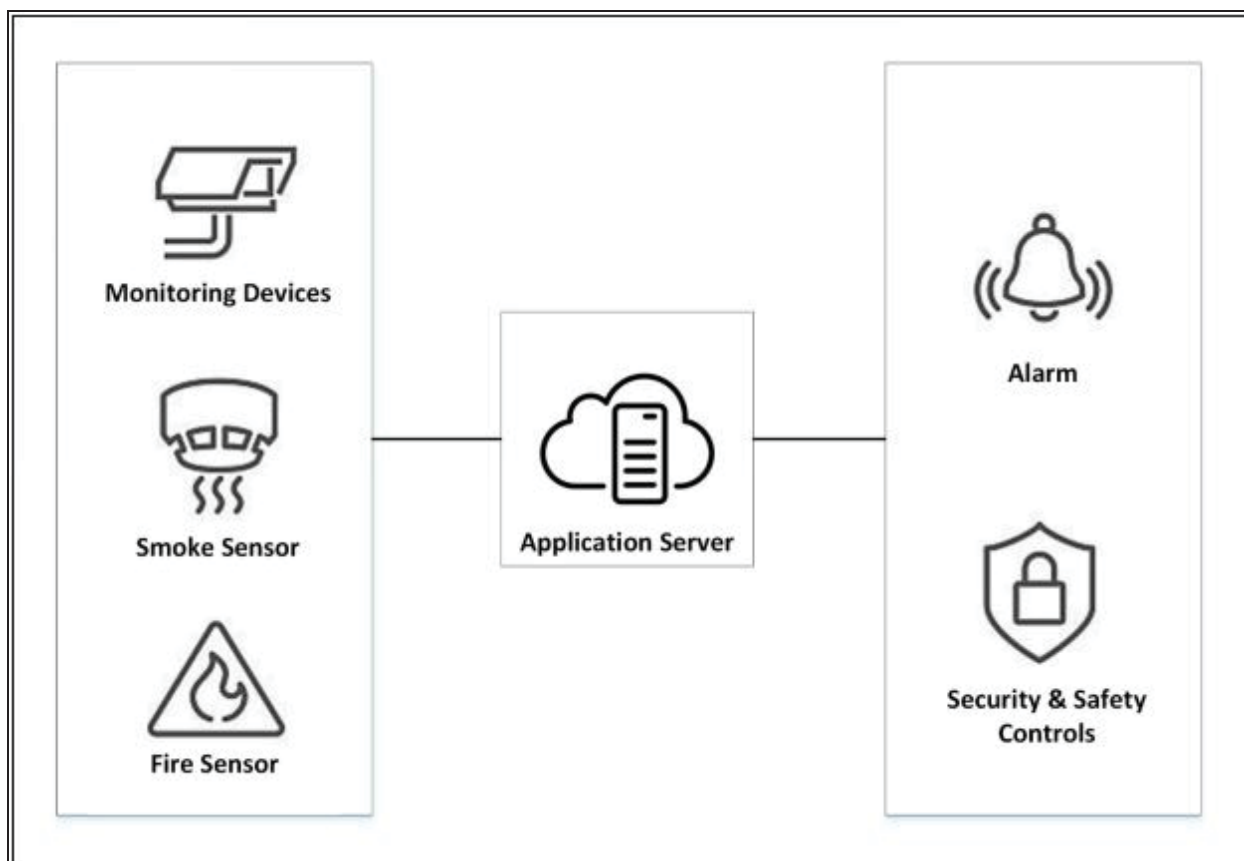 Monitoring Devices
Smoke Sensor
Fire Sensor
Application Server
Alarm
Security & Safety
Controls